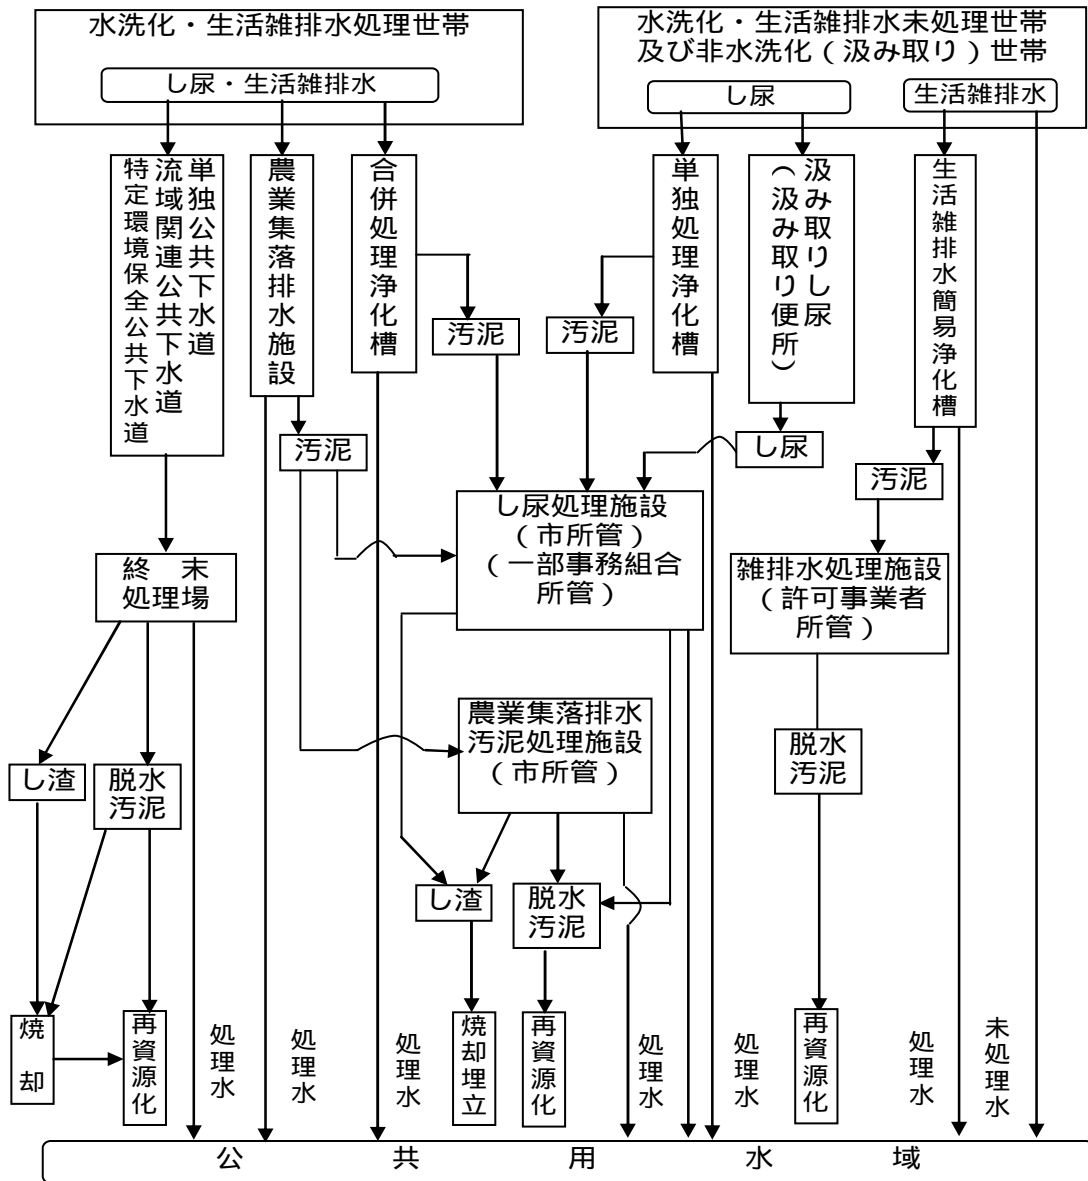 水洗化・生活雑排水処理世帯
し尿・生活雑排水
水洗化・生活雑排水未処理世帯
及び非水洗化(汲み取り)世帯
し尿
生活雑排水
単独公共下水道
流域関連公共下水道
特定環境保全公共下水道
農業集落排水施設
合併処理浄化槽
単独処理浄化槽
汲み取りし尿
(汲み取り便所)
生活雑排水簡易浄化槽
汚泥
汚泥
汚泥
し尿
汚泥
し尿処理施設
(市所管)
(一部事務組合
所管)
終 末
処理場
雑排水処理施設
(許可事業者
所管)
農業集落排水
汚泥処理施設
(市所管)
し渣
脱水
汚泥
脱水
汚泥
し渣
脱水
汚泥
焼却
再資源化
処理水
処理水
処理水
焼却埋立
再資源化
処理水
処理水
再資源化
処理水
未処理水
公 共 用 水 域